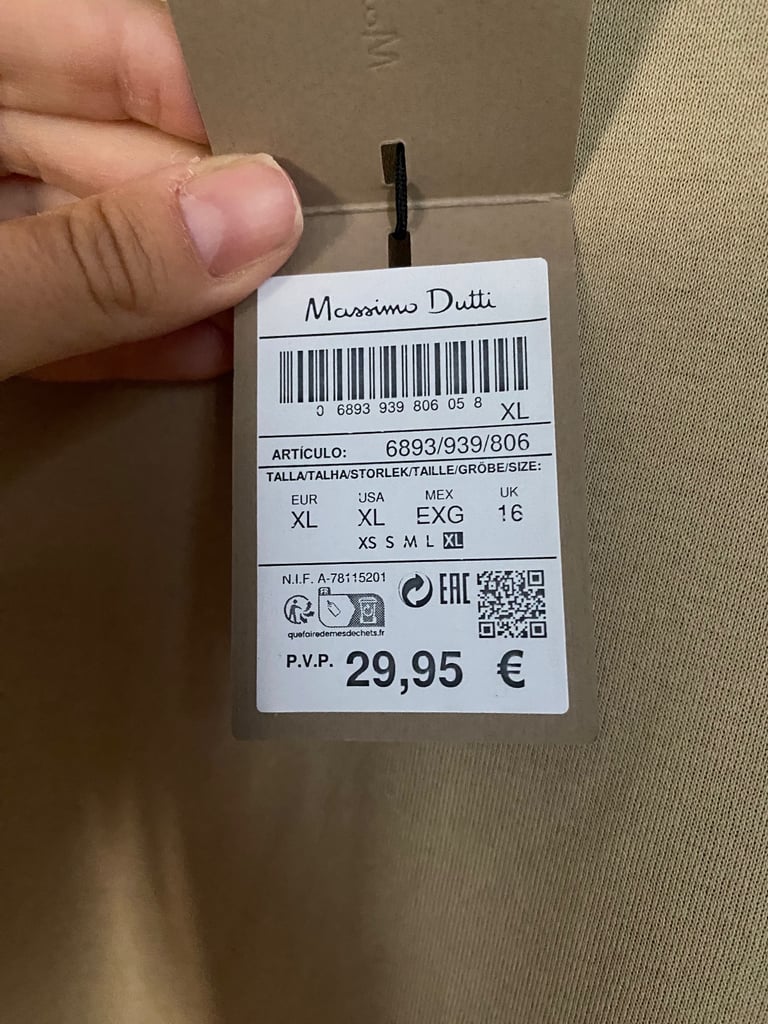 Massimo Dutti
0 6893 939 806 05 8 XL
ARTÍCULO: 6893/939/806
TALLA/TALHA/STORLEK/TAILLE/GRÖBE/SIZE:
EUR USA MEX UK
XL XL EXG 16
XS S M L XL
N.I.F. A-78115201
FR
EAC
quefairedemesdechets.fr
P.V.P. 29,95 €